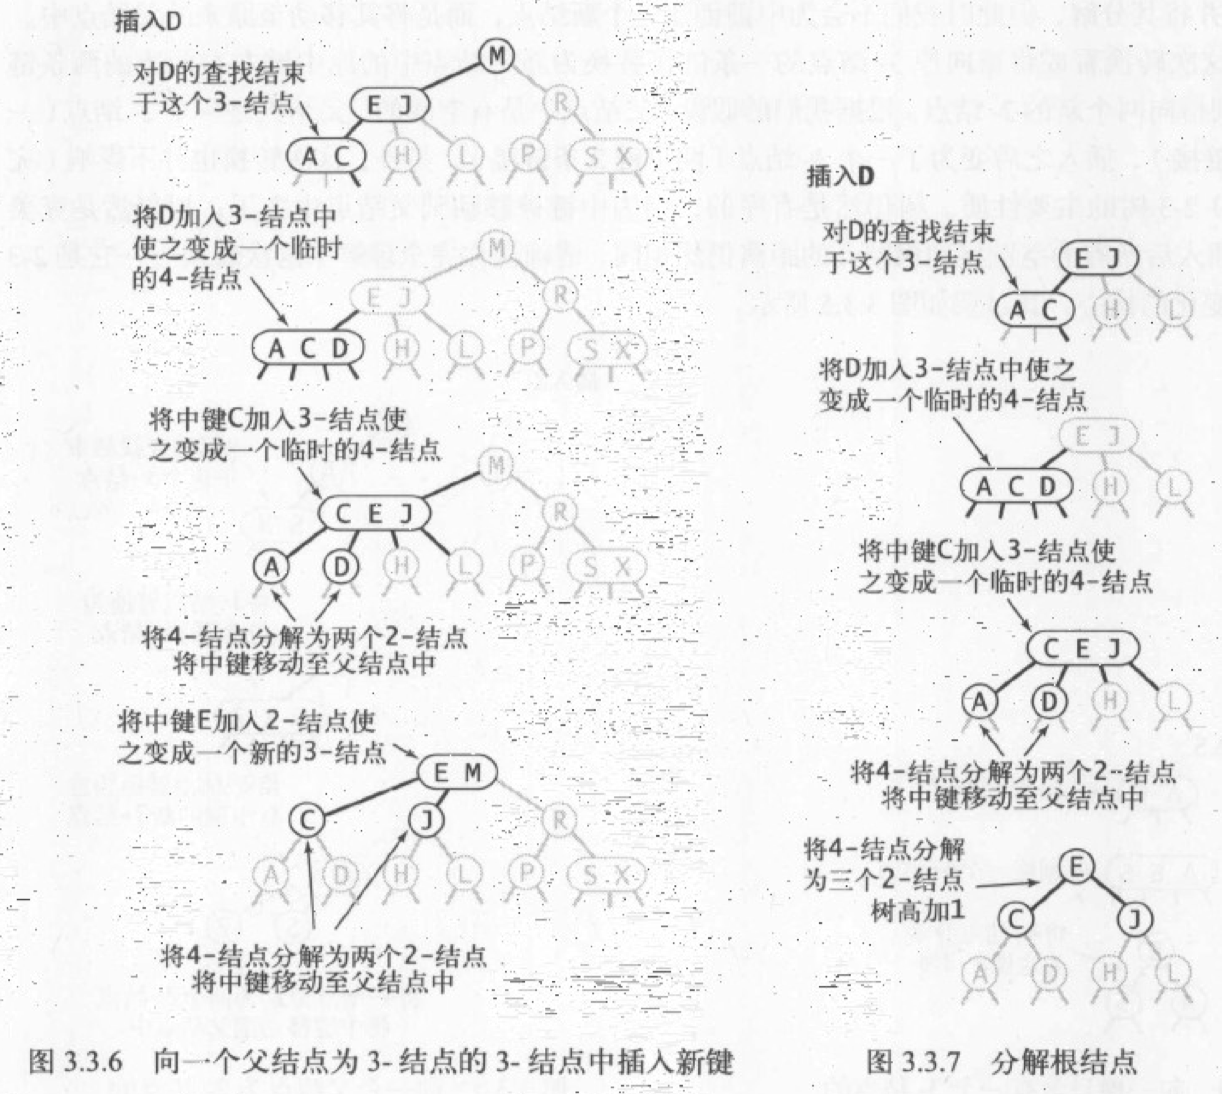 插入D
对D的查找结束
于这个3-结点
M
E J
R
A C
H
L
P
S X
将D加入3-结点中
使之变成一个临时
的4-结点
M
E J
R
A C D
H
L
P
S X
将中键C加入3-结点使
之变成一个临时的4-结点
M
C E J
R
A
D
H
L
P
S X
将4-结点分解为两个2-结点
将中键移动至父结点中
将中键E加入2-结点使
之变成一个新的3-结点
E M
C
J
R
A
D
H
L
P
S X
将4-结点分解为两个2-结点
将中键移动至父结点中
图 3.3.6 向一个父结点为 3- 结点的 3- 结点中插入新键
插入D
对D的查找结束
于这个3-结点
E J
A C
H
L
将D加入3-结点中使之
变成一个临时的4-结点
E J
A C D
H
L
将中键C加入3-结点使
之变成一个临时的4-结点
C E J
A
D
H
L
将4-结点分解为两个2-结点
将中键移动至父结点中
将4-结点分解
为三个2-结点
树高加1
E
C
J
A
D
H
L
图 3.3.7 分解根结点